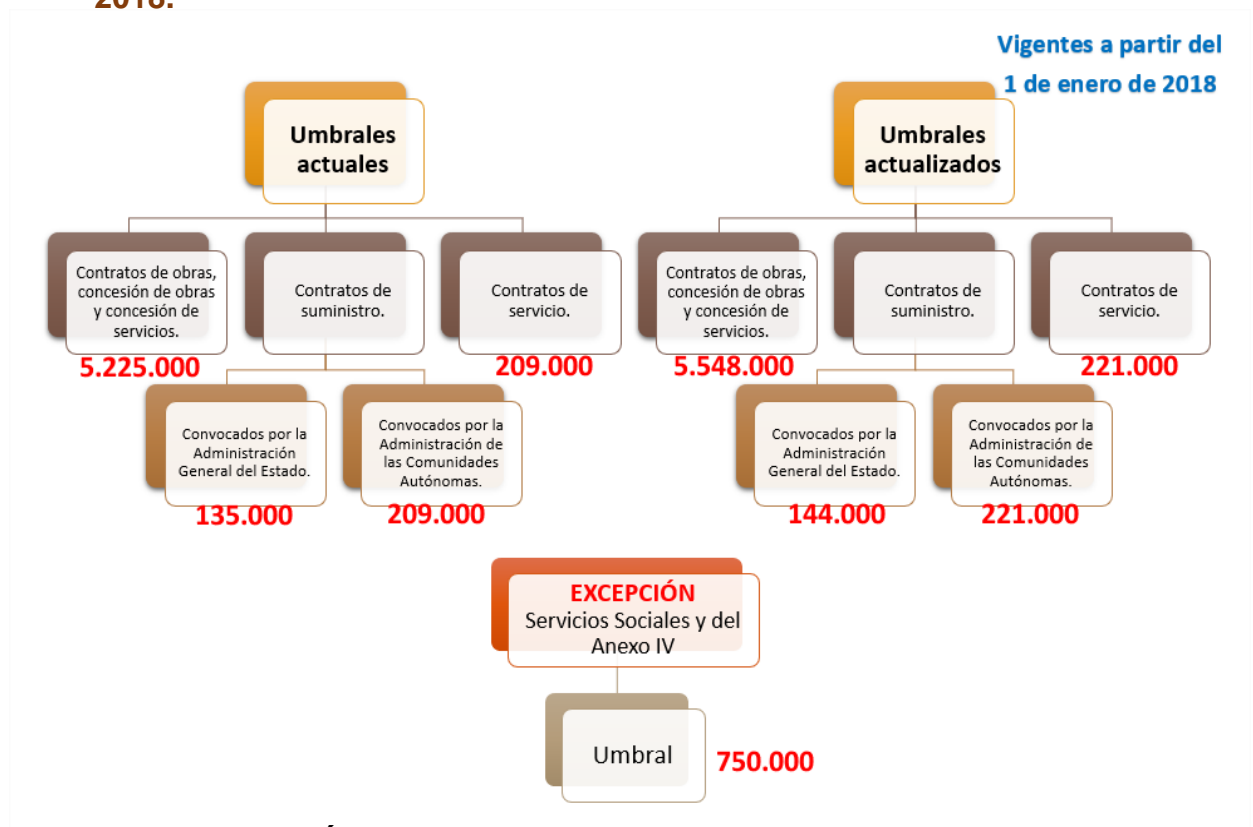 2018.
Vigentes a partir del
1 de enero de 2018
Umbrales
actuales
Contratos de obras,
concesión de obras
y concesión de
servicios.
5.225.000
Contratos de
suministro.
Contratos de
servicio.
209.000
Convocados por la
Administración
General del Estado.
135.000
Convocados por la
Administración de
las Comunidades
Autónomas.
209.000
Umbrales
actualizados
Contratos de obras,
concesión de obras
y concesión de
servicios.
5.548.000
Contratos de
suministro.
Contratos de
servicio.
221.000
Convocados por la
Administración
General del Estado.
144.000
Convocados por la
Administración de
las Comunidades
Autónomas.
221.000
EXCEPCIÓN
Servicios Sociales y del
Anexo IV
Umbral
750.000